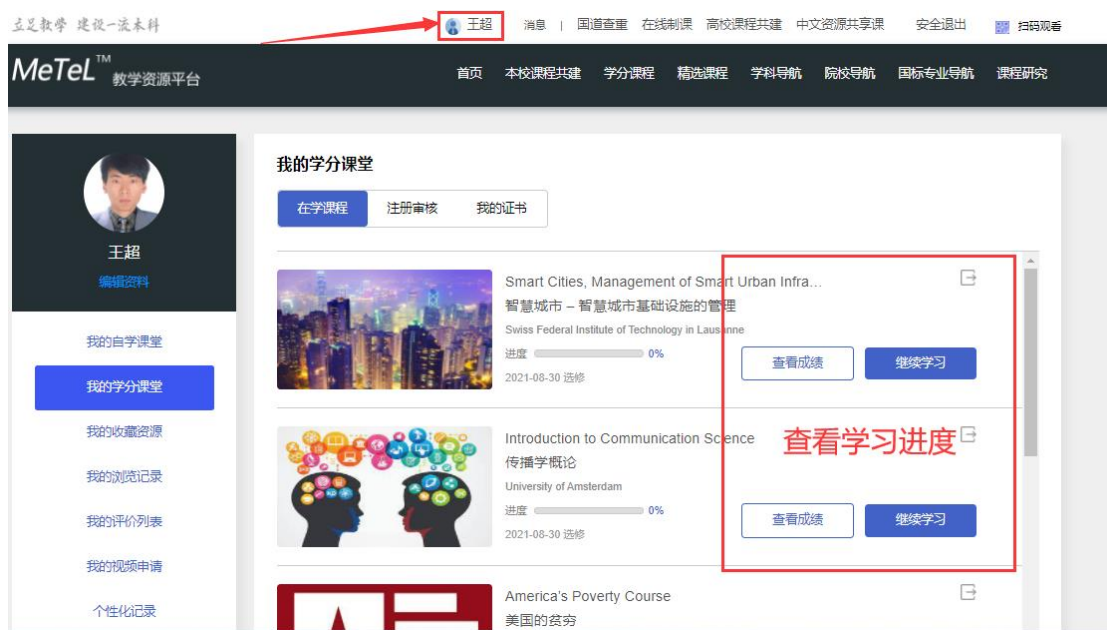 立足教学 建设一流本科
王超 消息 | 国道查重 在线制课 高校课程共建 中文资源共享课 安全退出 扫码观看
MeTeL™ 教学资源平台
首页 本校课程共建 学分课程 精选课程 学科导航 院校导航 国标专业导航 课程研究
王超
编辑资料
我的自学课堂
我的学分课堂
我的收藏资源
我的浏览记录
我的评价列表
我的视频申请
个性化记录
我的学分课堂
在学课程 注册审核 我的证书
Smart Cities, Management of Smart Urban Infra...
智慧城市 – 智慧城市基础设施的管理
Swiss Federal Institute of Technology in Lausanne
进度 0%
2021-08-30 选修
查看成绩 继续学习
Introduction to Communication Science
传播学概论
University of Amsterdam
进度 0%
2021-08-30 选修
查看学习进度
查看成绩 继续学习
America's Poverty Course
美国的贫穷